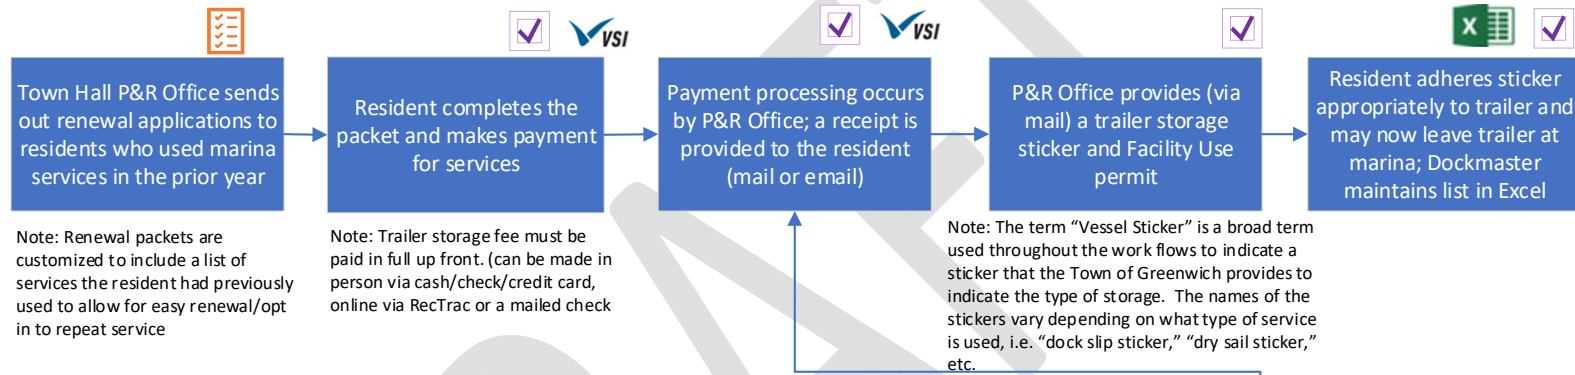 VSI
VSI
X
Town Hall P&R Office sends
out renewal applications to
residents who used marina
services in the prior year
Resident completes the
packet and makes payment
for services
Payment processing occurs
by P&R Office; a receipt is
provided to the resident
(mail or email)
P&R Office provides (via
mail) a trailer storage
sticker and Facility Use
permit
Resident adheres sticker
appropriately to trailer and
may now leave trailer at
marina; Dockmaster
maintains list in Excel
Note: Renewal packets are
customized to include a list of
services the resident had previously
used to allow for easy renewal/opt
in to repeat service
Note: Trailer storage fee must be
paid in full up front. (can be made in
person via cash/check/credit card,
online via RecTrac or a mailed check
Note: The term “Vessel Sticker” is a broad term
used throughout the work flows to indicate a
sticker that the Town of Greenwich provides to
indicate the type of storage.  The names of the
stickers vary depending on what type of service
is used, i.e. “dock slip sticker,” “dry sail sticker,”
etc.